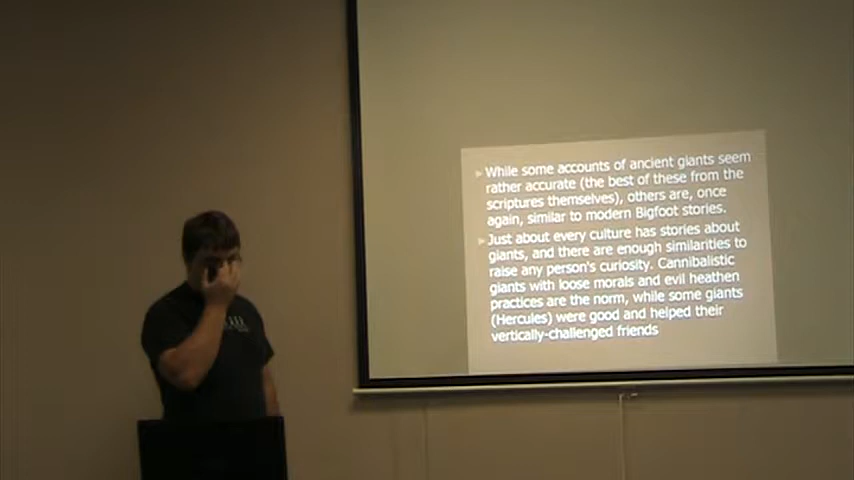 While some accounts of ancient giants seem
rather accurate (the best of these from the
scriptures themselves), others are, once
again, similar to modern Bigfoot stories.
Just about every culture has stories about
giants, and there are enough similarities to
raise any person's curiosity. Cannibalistic
giants with loose morals and evil heathen
practices are the norm, while some giants
(Hercules) were good and helped their
vertically-challenged friends